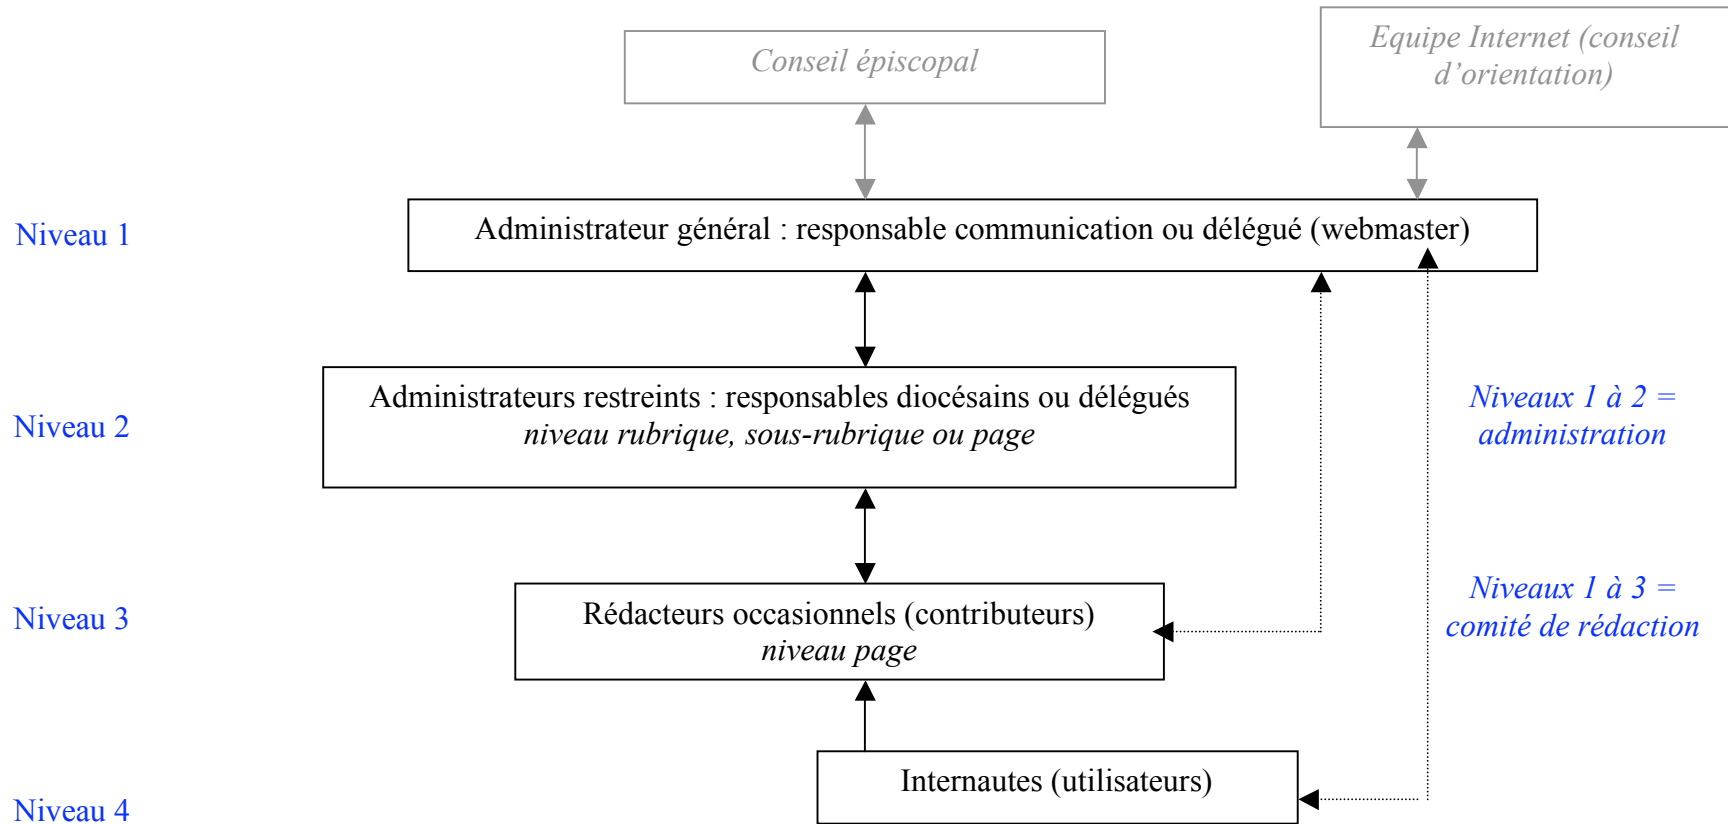 Conseil épiscopal
Equipe Internet (conseil
d’orientation)
Niveau 1
Administrateur général : responsable communication ou délégué (webmaster)
Niveau 2
Administrateurs restreints : responsables diocésains ou délégués
niveau rubrique, sous-rubrique ou page
Niveaux 1 à 2 =
administration
Niveau 3
Rédacteurs occasionnels (contributeurs)
niveau page
Niveaux 1 à 3 =
comité de rédaction
Niveau 4
Internautes (utilisateurs)